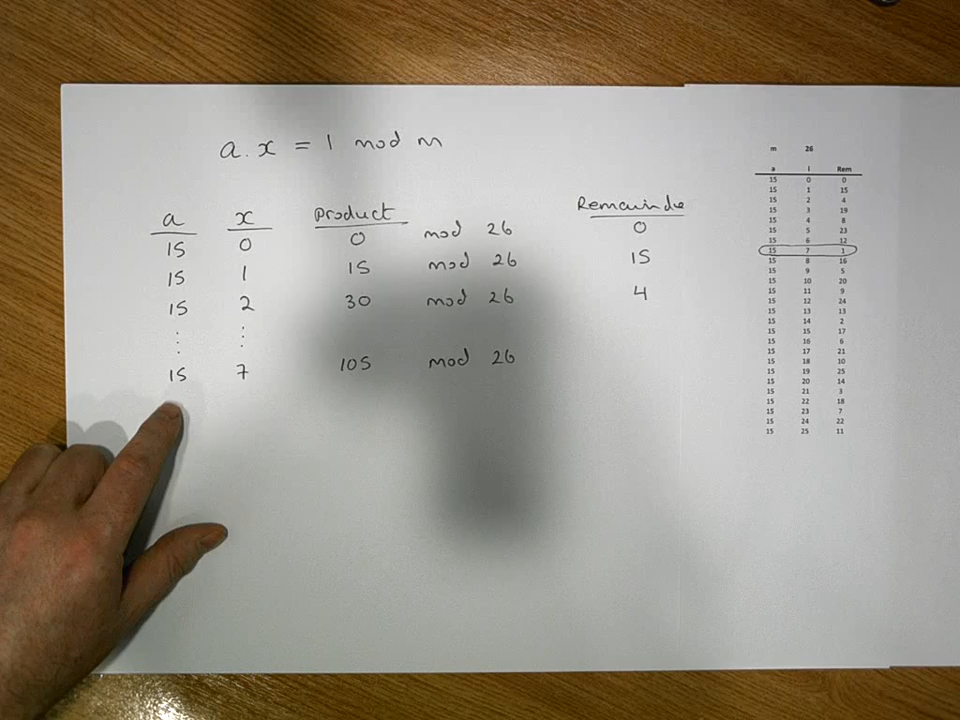 a.x = 1 mod m
a x Product Remainde
15 0 0 mod 26 0
15 1 15 mod 26 15
15 2 30 mod 26 4
⋮ ⋮
15 7 105 mod 26
m 26
a I Rem
15 0 0
15 1 15
15 2 4
15 3 19
15 4 8
15 5 23
15 6 12
15 7 1
15 8 16
15 9 5
15 10 20
15 11 9
15 12 24
15 13 13
15 14 2
15 15 17
15 16 6
15 17 21
15 18 10
15 19 25
15 20 14
15 21 3
15 22 18
15 23 7
15 24 22
15 25 11